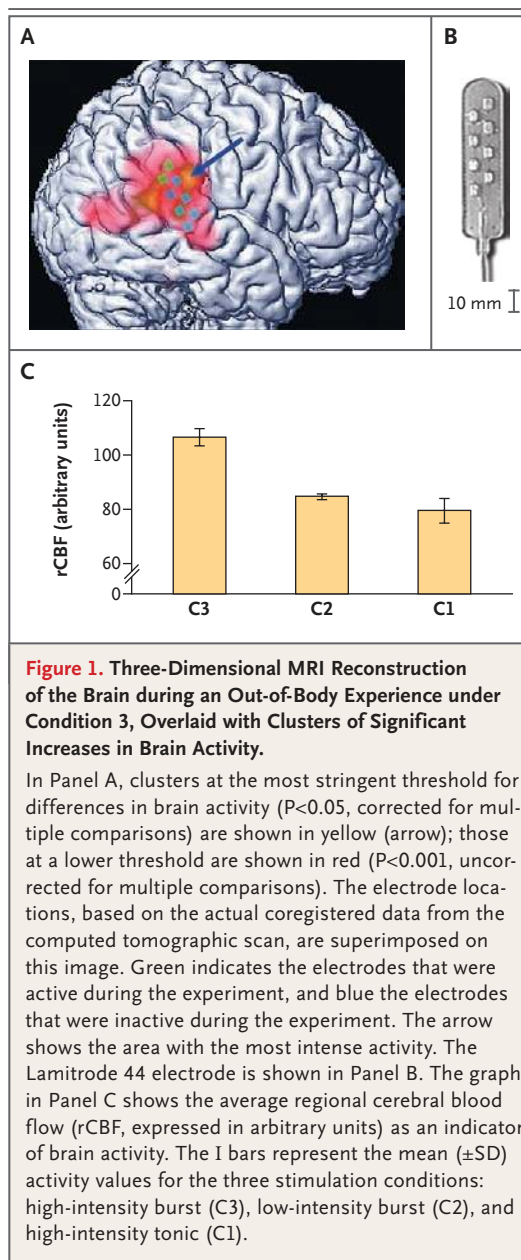 A
B
10 mm
C
rCBF (arbitrary units)
120
100
80
60
0
C3 C2 C1
Figure 1. Three-Dimensional MRI Reconstruction
of the Brain during an Out-of-Body Experience under
Condition 3, Overlaid with Clusters of Significant
Increases in Brain Activity.
In Panel A, clusters at the most stringent threshold for
differences in brain activity (P<0.05, corrected for mul-
tiple comparisons) are shown in yellow (arrow); those
at a lower threshold are shown in red (P<0.001, uncor-
rected for multiple comparisons). The electrode loca-
tions, based on the actual coregistered data from the
computed tomographic scan, are superimposed on
this image. Green indicates the electrodes that were
active during the experiment, and blue the electrodes
that were inactive during the experiment. The arrow
shows the area with the most intense activity. The
Lamitrode 44 electrode is shown in Panel B. The graph
in Panel C shows the average regional cerebral blood
flow (rCBF, expressed in arbitrary units) as an indicator
of brain activity. The I bars represent the mean (±SD)
activity values for the three stimulation conditions:
high-intensity burst (C3), low-intensity burst (C2), and
high-intensity tonic (C1).